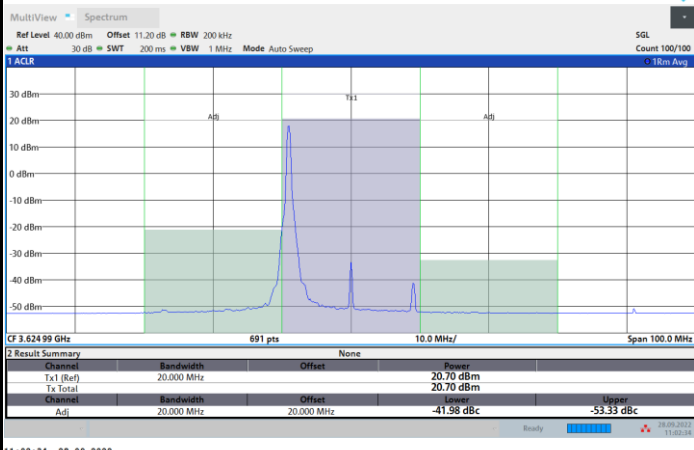 MultiView Spectrum
Ref Level 40.00 dBm Offset 11.20 dB RBW 200 kHz SGL
Att 30 dB SWT 200 ms VBW 1 MHz Mode Auto Sweep Count 100/100
1 ACLR 1Rm Avg
30 dBm
Tx1
20 dBm Adj Adj
10 dBm
0 dBm
-10 dBm
-20 dBm
-30 dBm
-40 dBm
-50 dBm
CF 3.624 99 GHz 691 pts 10.0 MHz/ Span 100.0 MHz
2 Result Summary None
Channel Bandwidth Offset Power
Tx1 (Ref) 20.000 MHz 20.70 dBm
Tx Total 20.70 dBm
Channel Bandwidth Offset Lower Upper
Adj 20.000 MHz 20.000 MHz -41.98 dBc -53.33 dBc
Ready 28.09.2022
11:02:34